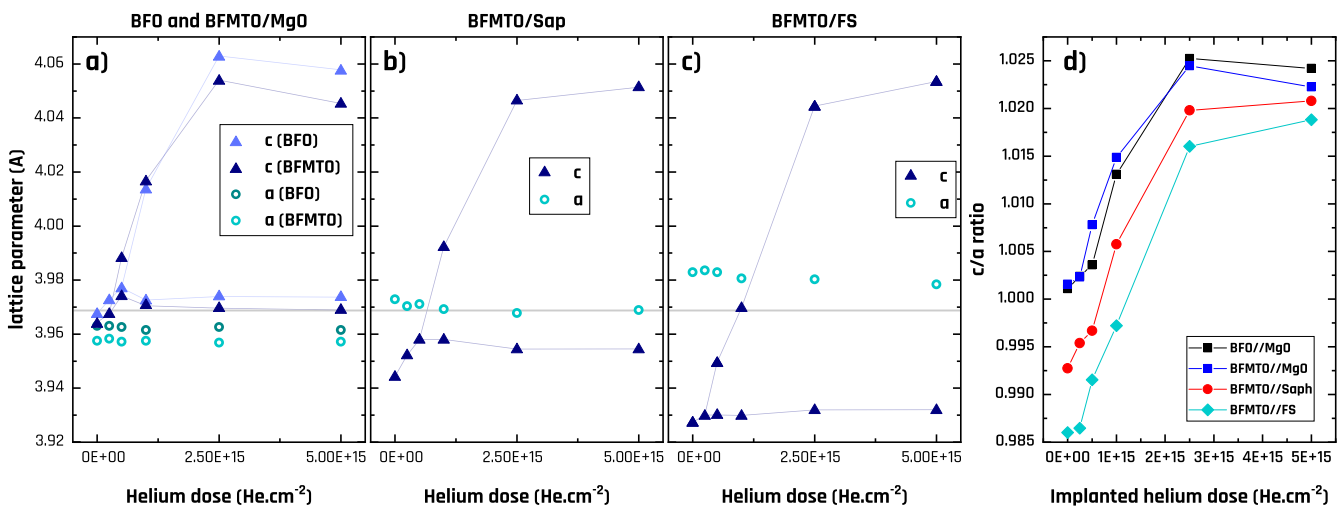 BFO and BFMTO/MgO
BFMTO/Sap
BFMTO/FS
a)
b)
c)
d)
lattice parameter (A)
4.06
4.04
4.02
4.00
3.98
3.96
3.94
3.92
c (BFO)
c (BFMTO)
a (BFO)
a (BFMTO)
0E+00
2.50E+15
5.00E+15
Helium dose (He.cm-2)
c
a
0E+00
2.50E+15
5.00E+15
Helium dose (He.cm-2)
c
a
0E+00
2.50E+15
5.00E+15
Helium dose (He.cm-2)
c/a ratio
1.025
1.020
1.015
1.010
1.005
1.000
0.995
0.990
0.985
BFO//MgO
BFMTO//MgO
BFMTO//Saph
BFMTO//FS
0E+00
1E+15
2E+15
3E+15
4E+15
5E+15
Implanted helium dose (He.cm-2)